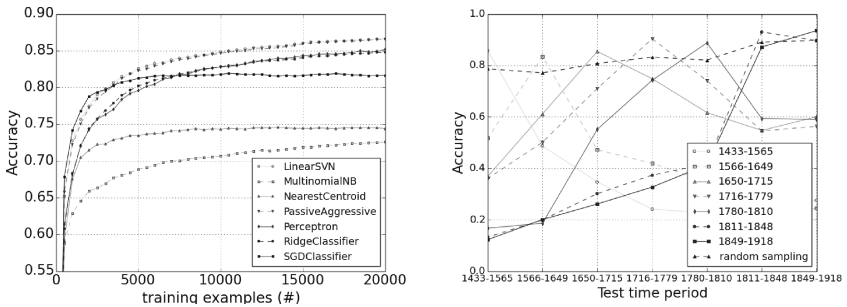 0.90
0.85
0.80
0.75
0.70
0.65
0.60
0.55
Accuracy
0
5000
10000
15000
20000
training examples (#)
LinearSVN
MultinomialNB
NearestCentroid
PassiveAggressive
Perceptron
RidgeClassifier
SGDClassifier
1.0
0.8
0.6
0.4
0.2
0.0
Accuracy
1433-1565
1566-1649
1650-1715
1716-1779
1780-1810
1811-1848
1849-1918
Test time period
1433-1565
1566-1649
1650-1715
1716-1779
1780-1810
1811-1848
1849-1918
random sampling